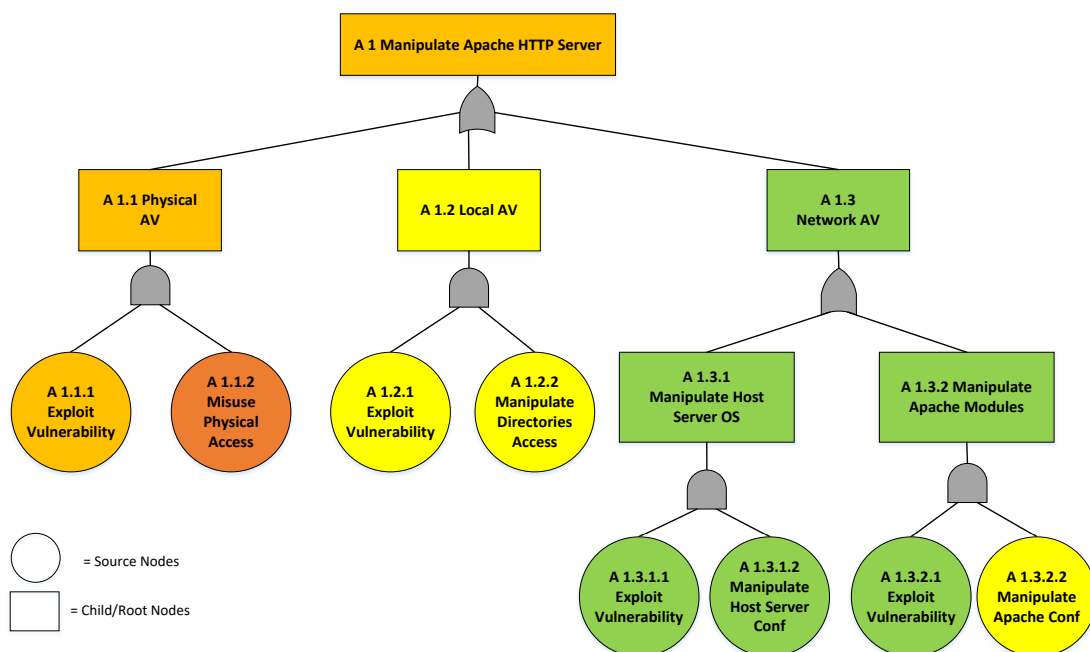 A 1 Manipulate Apache HTTP Server
A 1.1 Physical
AV
A 1.2 Local AV
A 1.3
Network AV
A 1.1.1
Exploit
Vulnerability
A 1.1.2
Misuse
Physical
Access
A 1.2.1
Exploit
Vulnerability
A 1.2.2
Manipulate
Directories
Access
A 1.3.1
Manipulate Host
Server OS
A 1.3.2 Manipulate
Apache Modules
= Source Nodes
= Child/Root Nodes
A 1.3.1.1
Exploit
Vulnerability
A 1.3.1.2
Manipulate
Host Server
Conf
A 1.3.2.1
Exploit
Vulnerability
A 1.3.2.2
Manipulate
Apache Conf